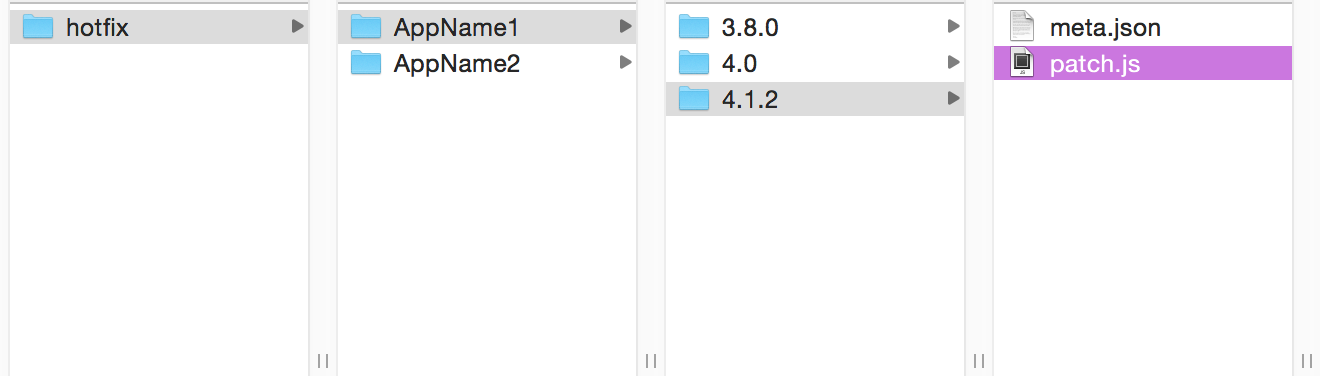 hotfix
AppName1
AppName2
3.8.0
4.0
4.1.2
meta.json
patch.js